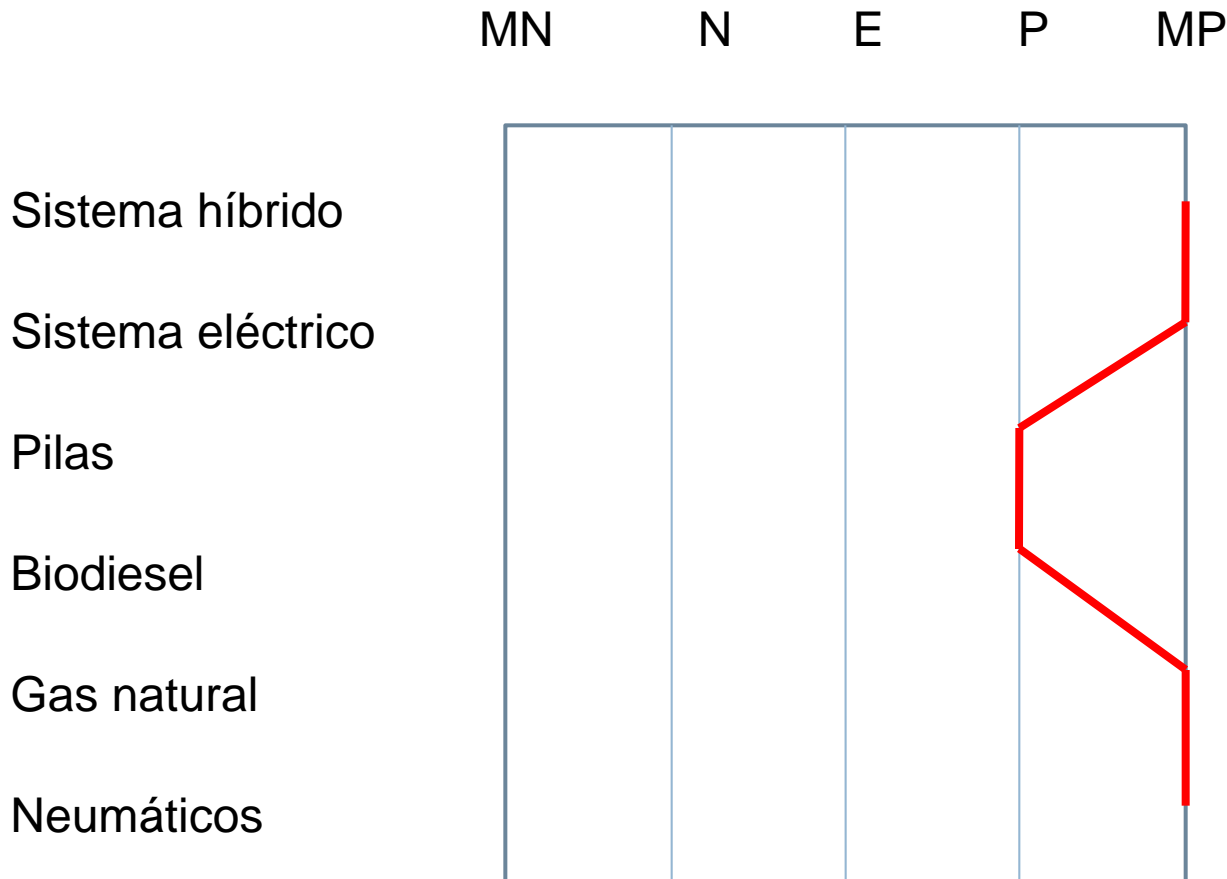 MN N E P MP
Sistema híbrido
Sistema eléctrico
Pilas
Biodiesel
Gas natural
Neumáticos